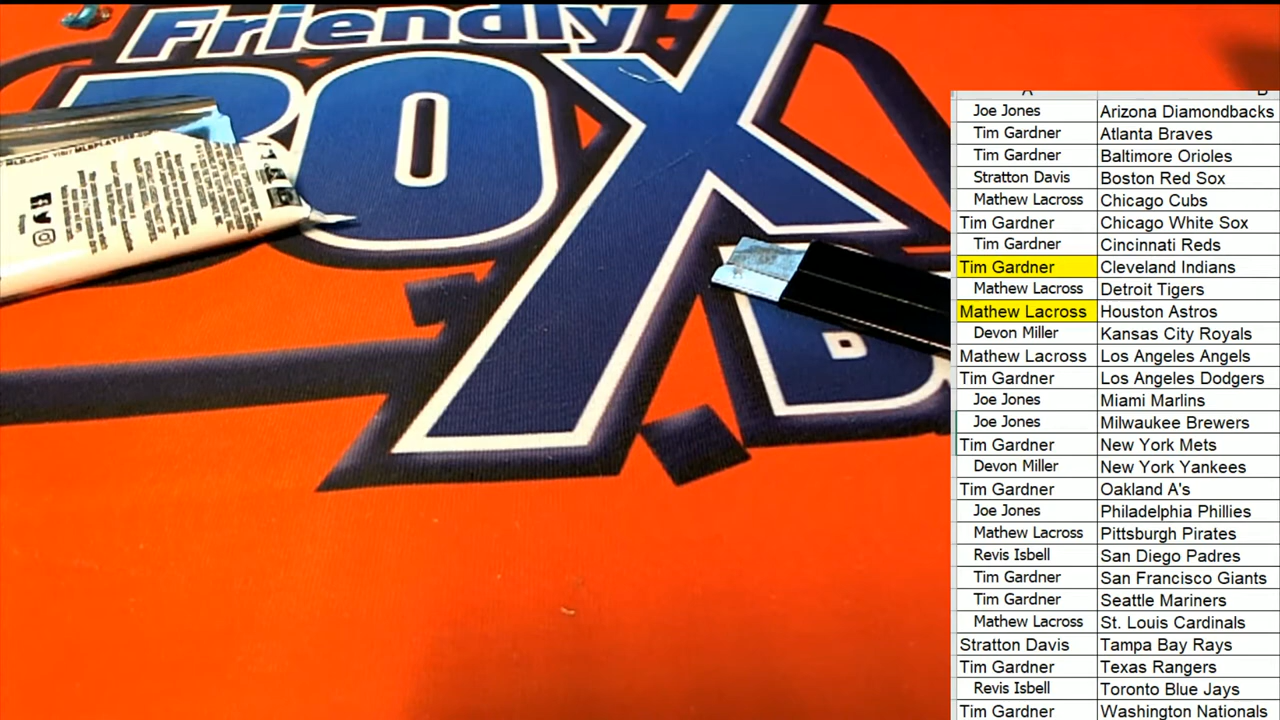 Friendly
BOX
B
MLB.com
A B
Joe Jones Arizona Diamondbacks
Tim Gardner Atlanta Braves
Tim Gardner Baltimore Orioles
Stratton Davis Boston Red Sox
Mathew Lacross Chicago Cubs
Tim Gardner Chicago White Sox
Tim Gardner Cincinnati Reds
Tim Gardner Cleveland Indians
Mathew Lacross Detroit Tigers
Mathew Lacross Houston Astros
Devon Miller Kansas City Royals
Mathew Lacross Los Angeles Angels
Tim Gardner Los Angeles Dodgers
Joe Jones Miami Marlins
Joe Jones Milwaukee Brewers
Tim Gardner New York Mets
Devon Miller New York Yankees
Tim Gardner Oakland A's
Joe Jones Philadelphia Phillies
Mathew Lacross Pittsburgh Pirates
Revis Isbell San Diego Padres
Tim Gardner San Francisco Giants
Tim Gardner Seattle Mariners
Mathew Lacross St. Louis Cardinals
Stratton Davis Tampa Bay Rays
Tim Gardner Texas Rangers
Revis Isbell Toronto Blue Jays
Tim Gardner Washington Nationals